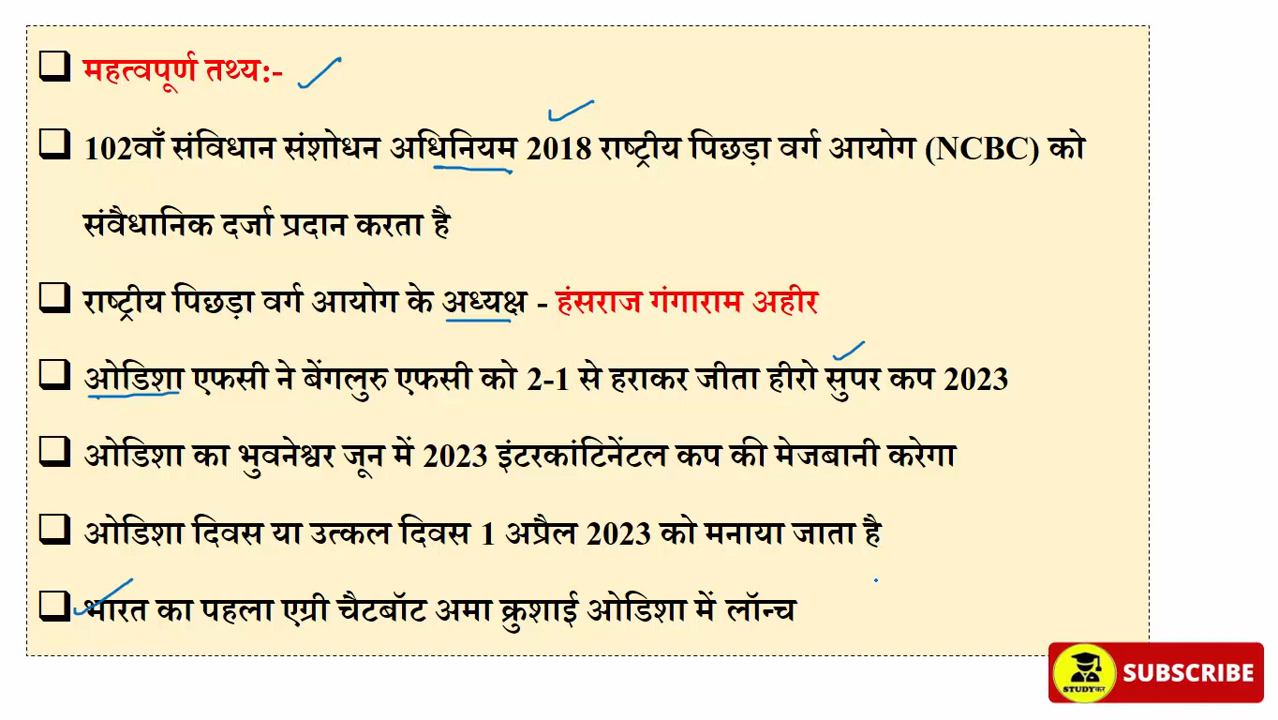 महत्वपूर्ण तथ्य:-
102वाँ संविधान संशोधन अधिनियम 2018 राष्ट्रीय पिछड़ा वर्ग आयोग (NCBC) को
संवैधानिक दर्जा प्रदान करता है
राष्ट्रीय पिछड़ा वर्ग आयोग के अध्यक्ष - हंसराज गंगाराम अहीर
ओडिशा एफसी ने बेंगलुरु एफसी को 2-1 से हराकर जीता हीरो सुपर कप 2023
ओडिशा का भुवनेश्वर जून में 2023 इंटरकांटिनेंटल कप की मेजबानी करेगा
ओडिशा दिवस या उत्कल दिवस 1 अप्रैल 2023 को मनाया जाता है
भारत का पहला एग्री चैटबॉट अमा क्रुशाई ओडिशा में लॉन्च
STUDYकर SUBSCRIBE